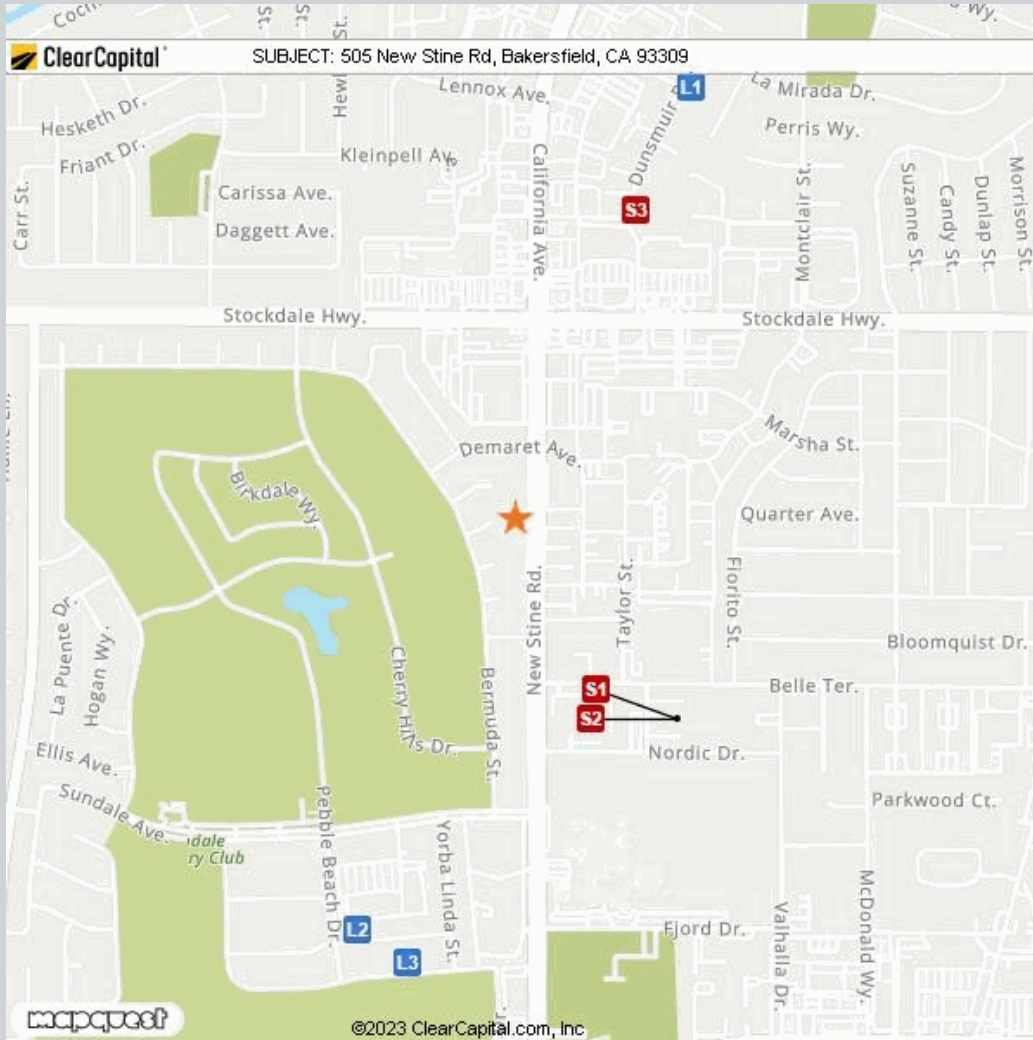 ClearCapital
SUBJECT: 505 New Stine Rd, Bakersfield, CA 93309
L1
Lennox Ave.
La Mirada Dr.
Hesketh Dr.
Perris Wy.
Friant Dr.
Kleinpell Av
Dunsmuir
Carissa Ave.
Carr St.
California Ave.
Montclair St.
Suzanne St.
Candy St.
Dunlap St.
Morrison St.
S3
Daggett Ave.
Stockdale Hwy.
Stockdale Hwy.
Demaret Ave.
Marsha St.
Birkdale Wy.
Quarter Ave.
New Stine Rd.
Taylor St.
Fiorito St.
La Puente Dr.
Hogan Wy.
Bloomquist Dr.
Cherry Hills Dr.
Bermuda St.
S1
Belle Ter.
S2
Ellis Ave.
Nordic Dr.
Sundale Ave.
Parkwood Ct.
dale
ry Club
Pebble Beach Dr.
Yorba Linda St.
L2
Fjord Dr.
Valhalla Dr.
McDonald Wy.
L3
mapquest
©2023 ClearCapital.com, Inc